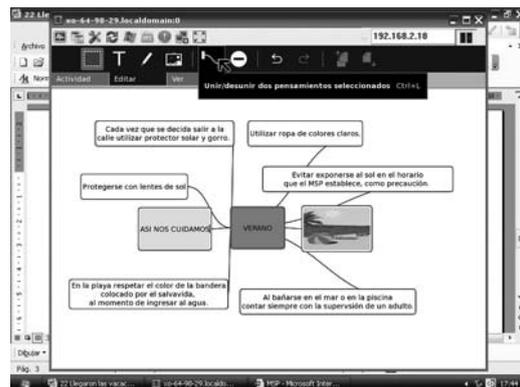 22 Lle
xo-64-98-29.localdomain:0
Archivo
192.168.2.18
Norm
Actividad
Editar
Ver
Unir/desunir dos pensamientos seleccionados Ctrl+L
Cada vez que se decida salir a la
calle utilizar protector solar y gorro.
Utilizar ropa de colores claros.
Evitar exponerse al sol en el horario
que el MSP establece, como precaución.
Protegerse con lentes de sol
ASI NOS CUIDAMOS
VERANO
En la playa respetar el color de la bandera
colocado por el salvavida,
al momento de ingresar al agua.
Al bañarse en el mar o en la piscina
contar siempre con la supervsión de un adulto.
Dibujar
Pág. 3
22 Llegaron las vacac...
xo-64-98-29.localdo...
MSP - Microsoft Inter...
17:44